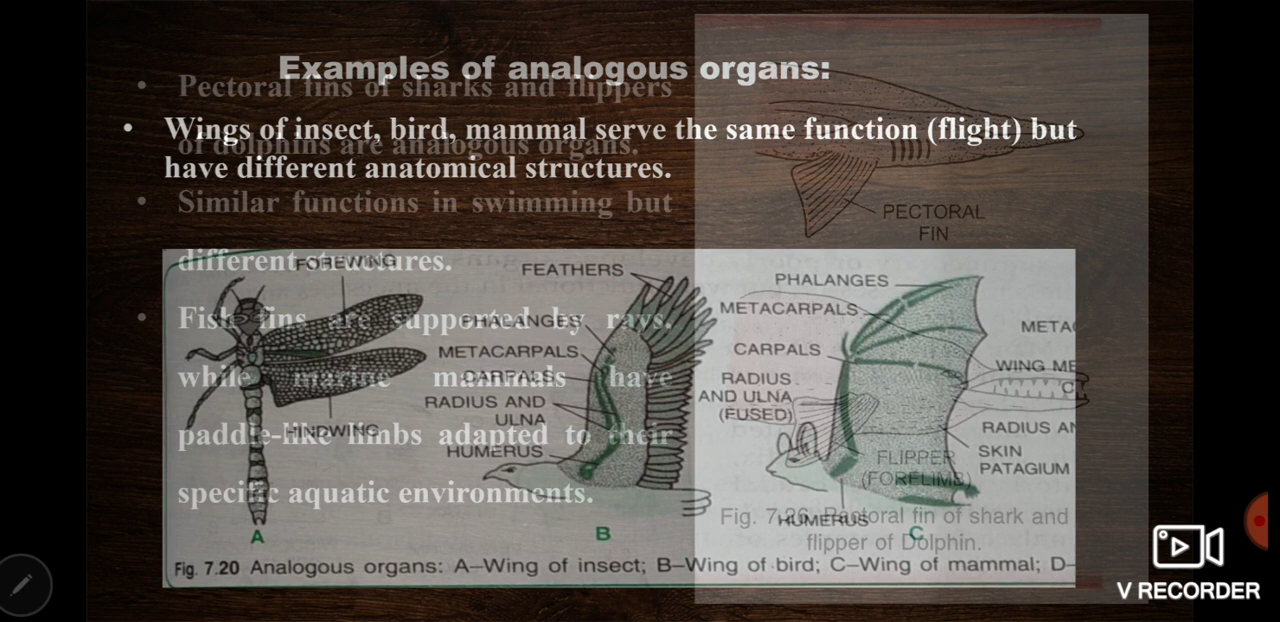 Examples of analogous organs:
• Pectoral fins of sharks and flippers
of dolphins are analogous organs.
• Wings of insect, bird, mammal serve the same function (flight) but
have different anatomical structures.
• Similar functions in swimming but
different structures.
• Fish fins are supported by rays.
while marine mammals have
paddle-like limbs adapted to their
specific aquatic environments.
PECTORAL
FIN
FOREWING
HINDWING
A
FEATHERS
PHALANGES
METACARPALS
CARPALS
RADIUS AND
ULNA
HUMERUS
B
PHALANGES
METACARPALS
CARPALS
RADIUS
AND ULNA
(FUSED)
HUMERUS
C
META
WING ME
C
RADIUS AN
SKIN
PATAGIUM
FLIPPER
(FORELIMB)
Fig. 7.26 Pectoral fin of shark and
flipper of Dolphin.
Fig. 7.20 Analogous organs: A–Wing of insect; B–Wing of bird; C–Wing of mammal; D–
V RECORDER